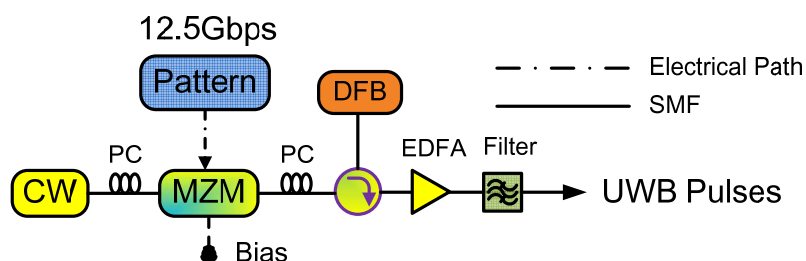 12.5Gbps
Pattern
DFB
Electrical Path
SMF
PC
PC
EDFA
Filter
CW
MZM
UWB Pulses
Bias